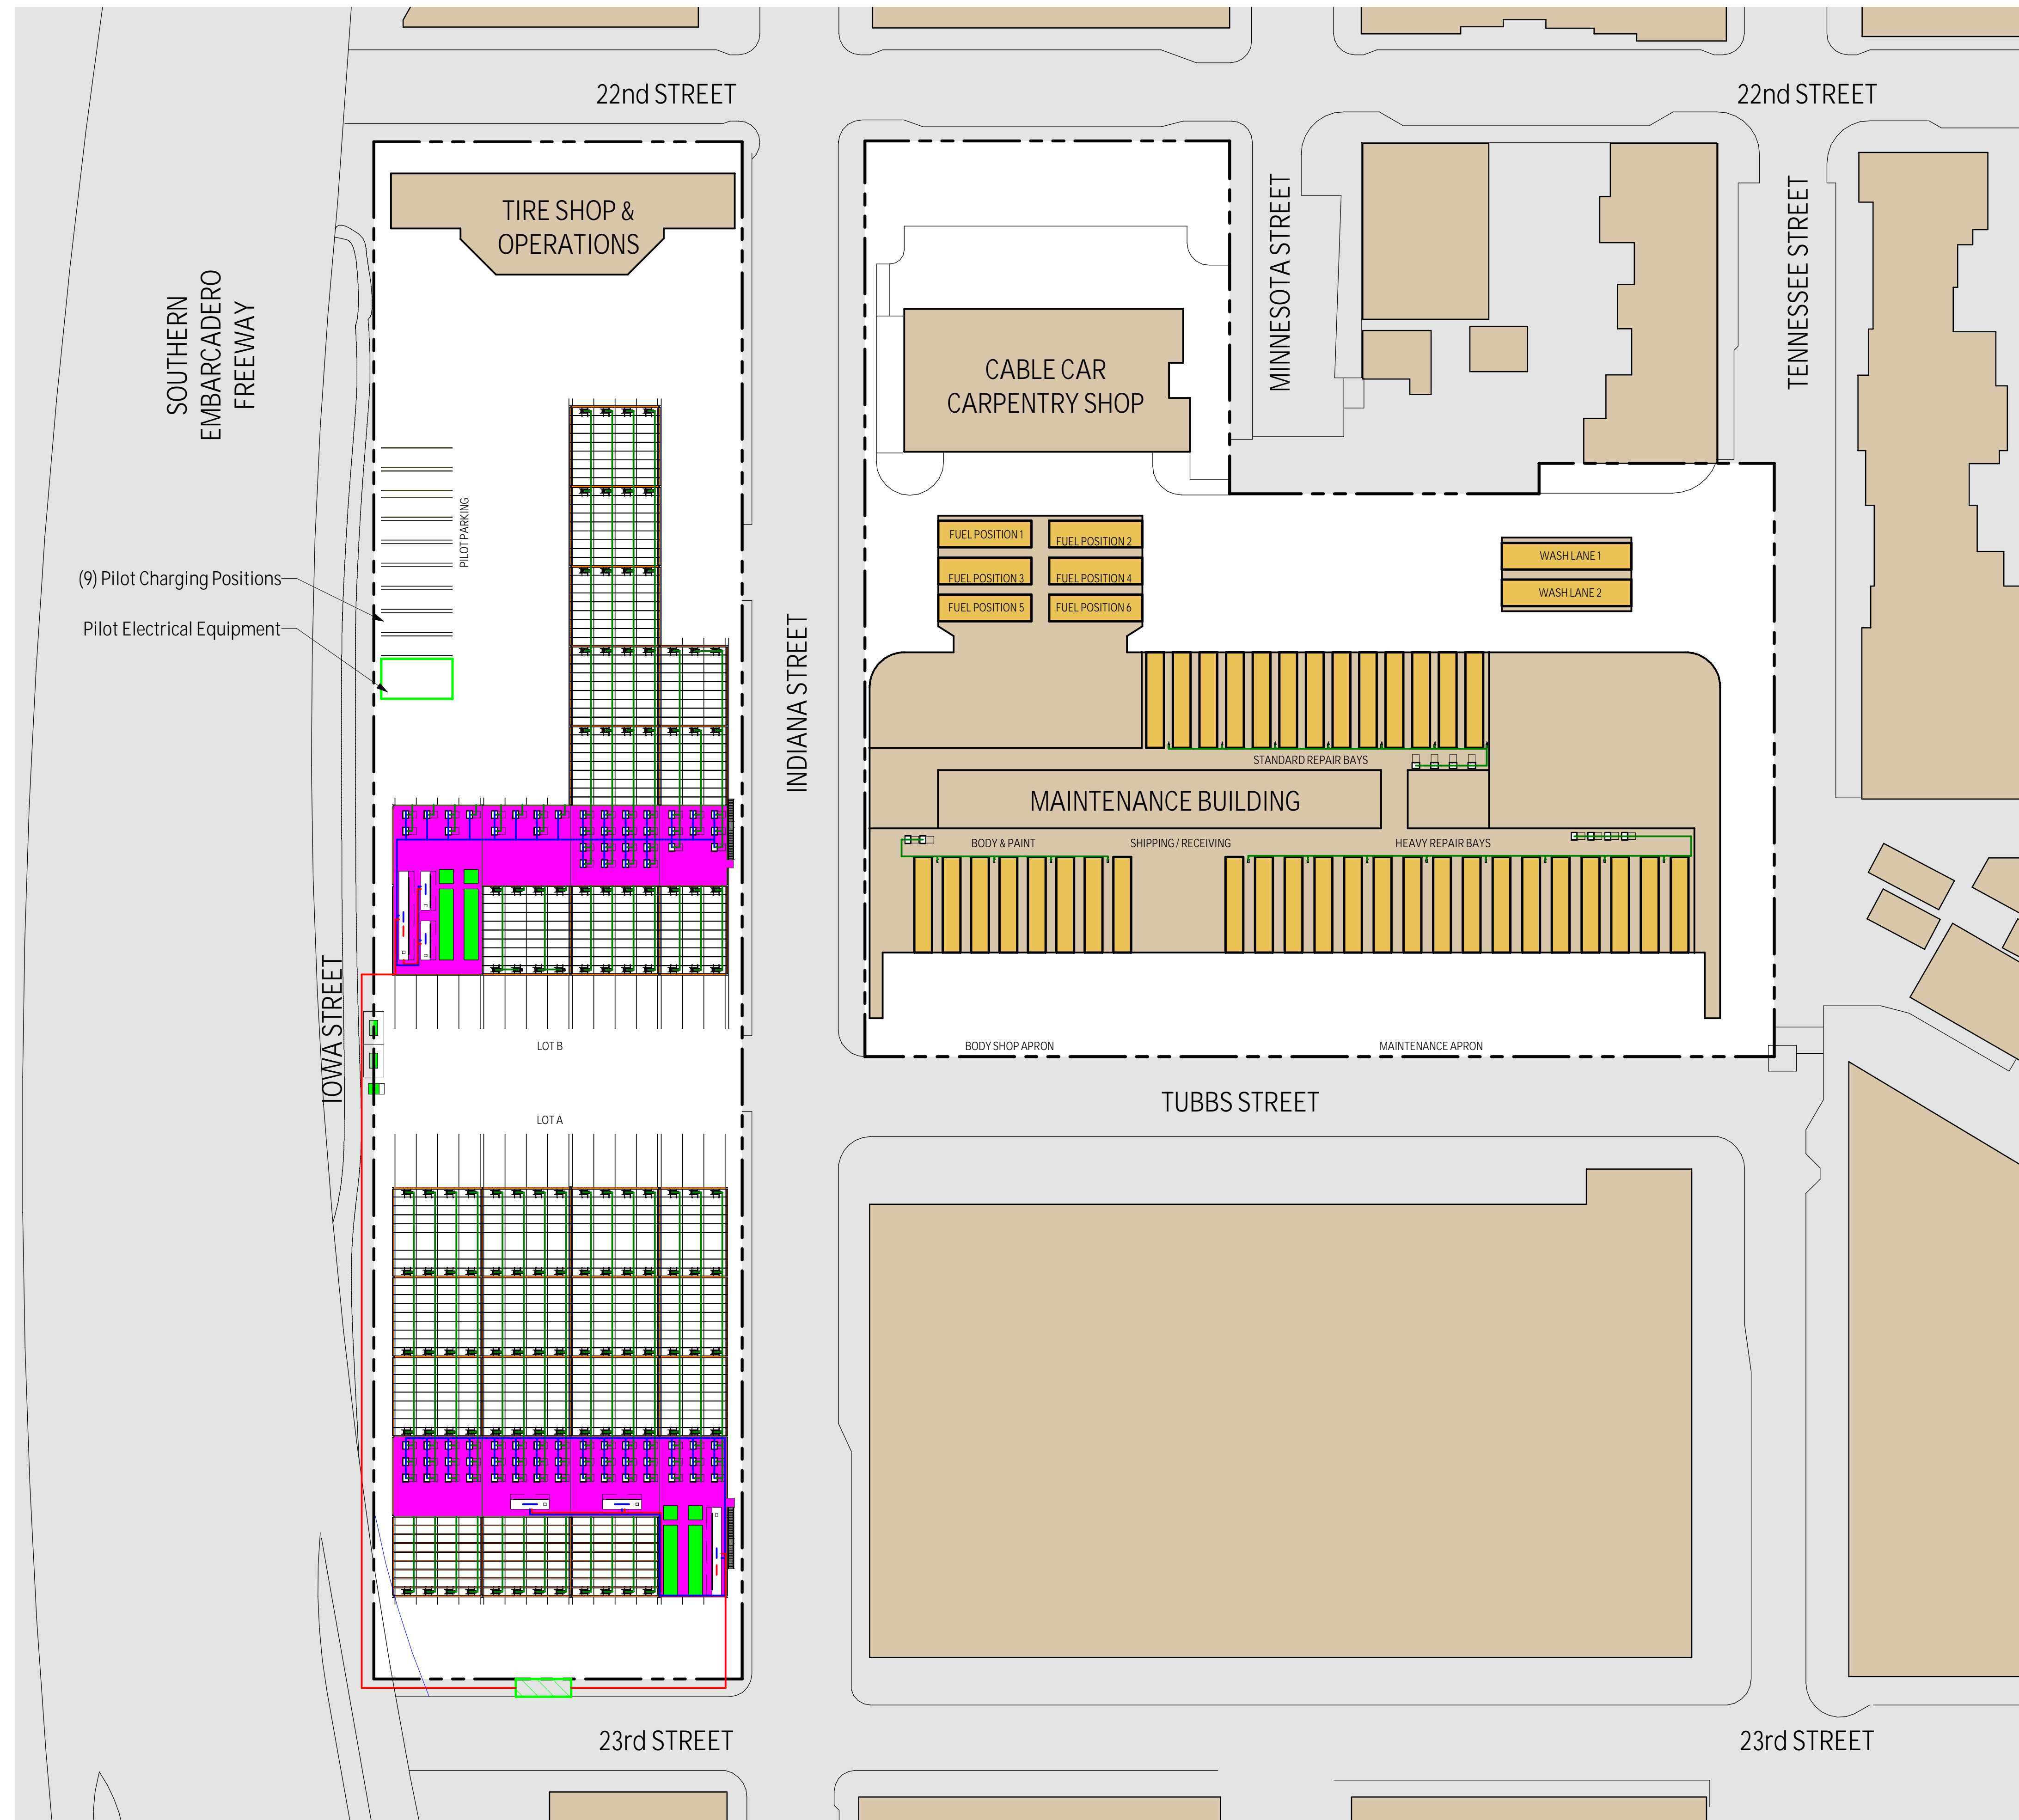 22nd STREET
22nd STREET
TIRE SHOP &
OPERATIONS
SOUTHERN
EMBARCADERO
FREEWAY
MINNESOTA STREET
TENNESSEE STREET
CABLE CAR
CARPENTRY SHOP
PILOT PARKING
FUEL POSITION 1
FUEL POSITION 2
FUEL POSITION 3
FUEL POSITION 4
FUEL POSITION 5
FUEL POSITION 6
WASH LANE 1
WASH LANE 2
(9) Pilot Charging Positions
Pilot Electrical Equipment
INDIANA STREET
STANDARD REPAIR BAYS
MAINTENANCE BUILDING
BODY & PAINT
SHIPPING / RECEIVING
HEAVY REPAIR BAYS
IOWA STREET
LOT B
BODY SHOP APRON
MAINTENANCE APRON
LOT A
TUBBS STREET
23rd STREET
23rd STREET